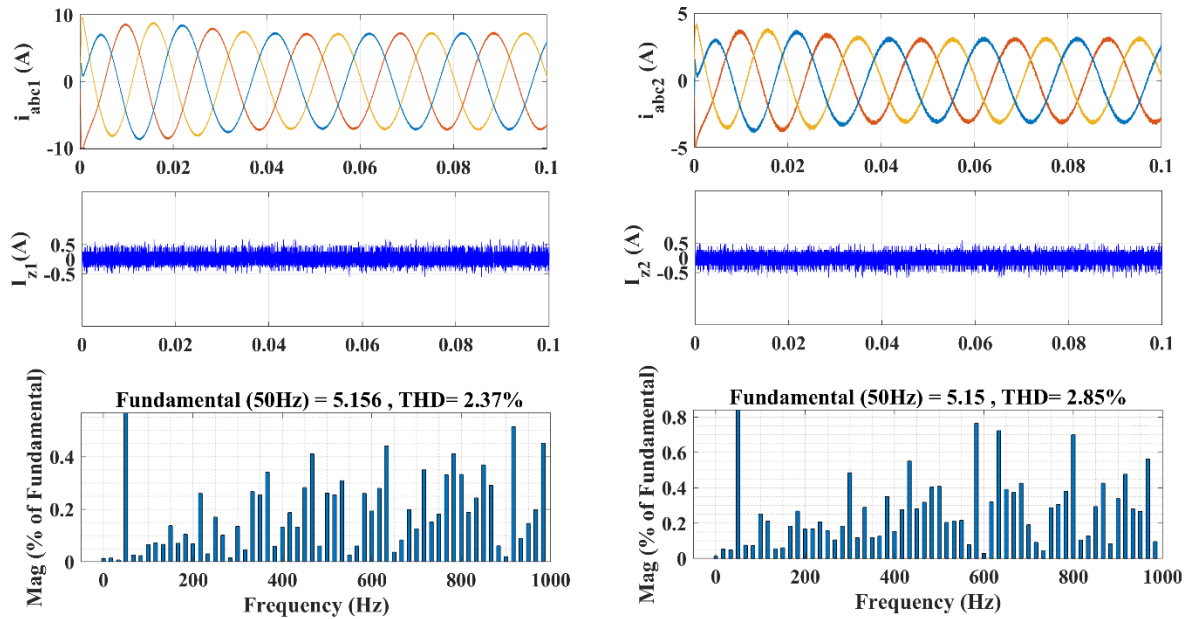 10
0
-10
i_abc1 (A)
0 0.02 0.04 0.06 0.08 0.1
5
0
-5
i_abc2 (A)
0 0.02 0.04 0.06 0.08 0.1
0.5
0
-0.5
I_z1(A)
0 0.02 0.04 0.06 0.08 0.1
0.5
0
-0.5
I_z2 (A)
0 0.02 0.04 0.06 0.08 0.1
Fundamental (50Hz) = 5.156 , THD= 2.37%
0.4
0.2
0
Mag (% of Fundamental)
0 200 400 600 800 1000
Frequency (Hz)
Fundamental (50Hz) = 5.15 , THD= 2.85%
0.8
0.6
0.4
0.2
0
Mag (% of Fundamental)
0 200 400 600 800 1000
Frequency (Hz)